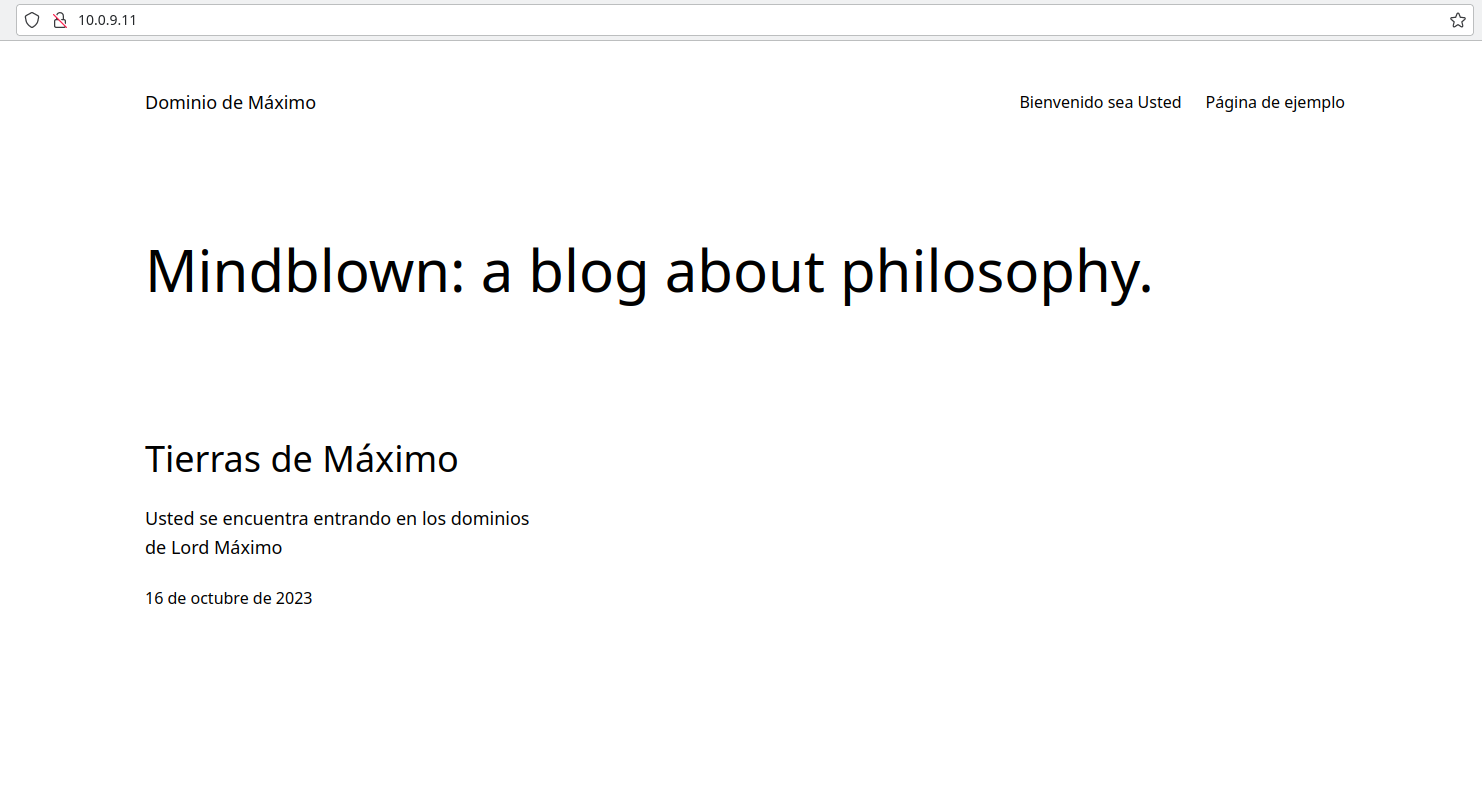 10.0.9.11
Dominio de Máximo
Bienvenido sea Usted
Página de ejemplo
Mindblown: a blog about philosophy.
Tierras de Máximo
Usted se encuentra entrando en los dominios
de Lord Máximo
16 de octubre de 2023